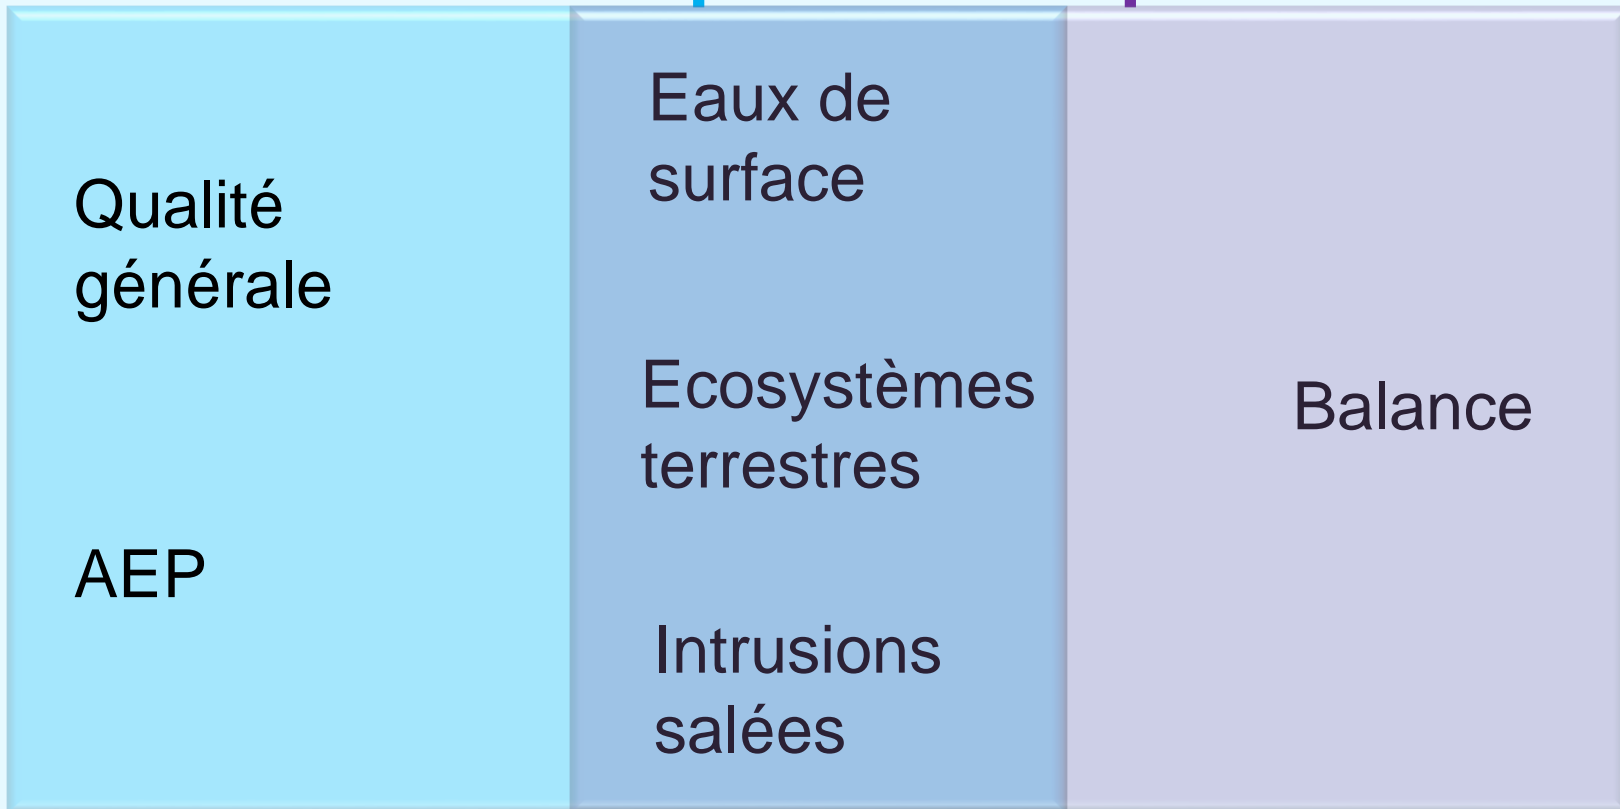 Qualité
générale
AEP
Eaux de
surface
Ecosystèmes
terrestres
Intrusions
salées
Balance